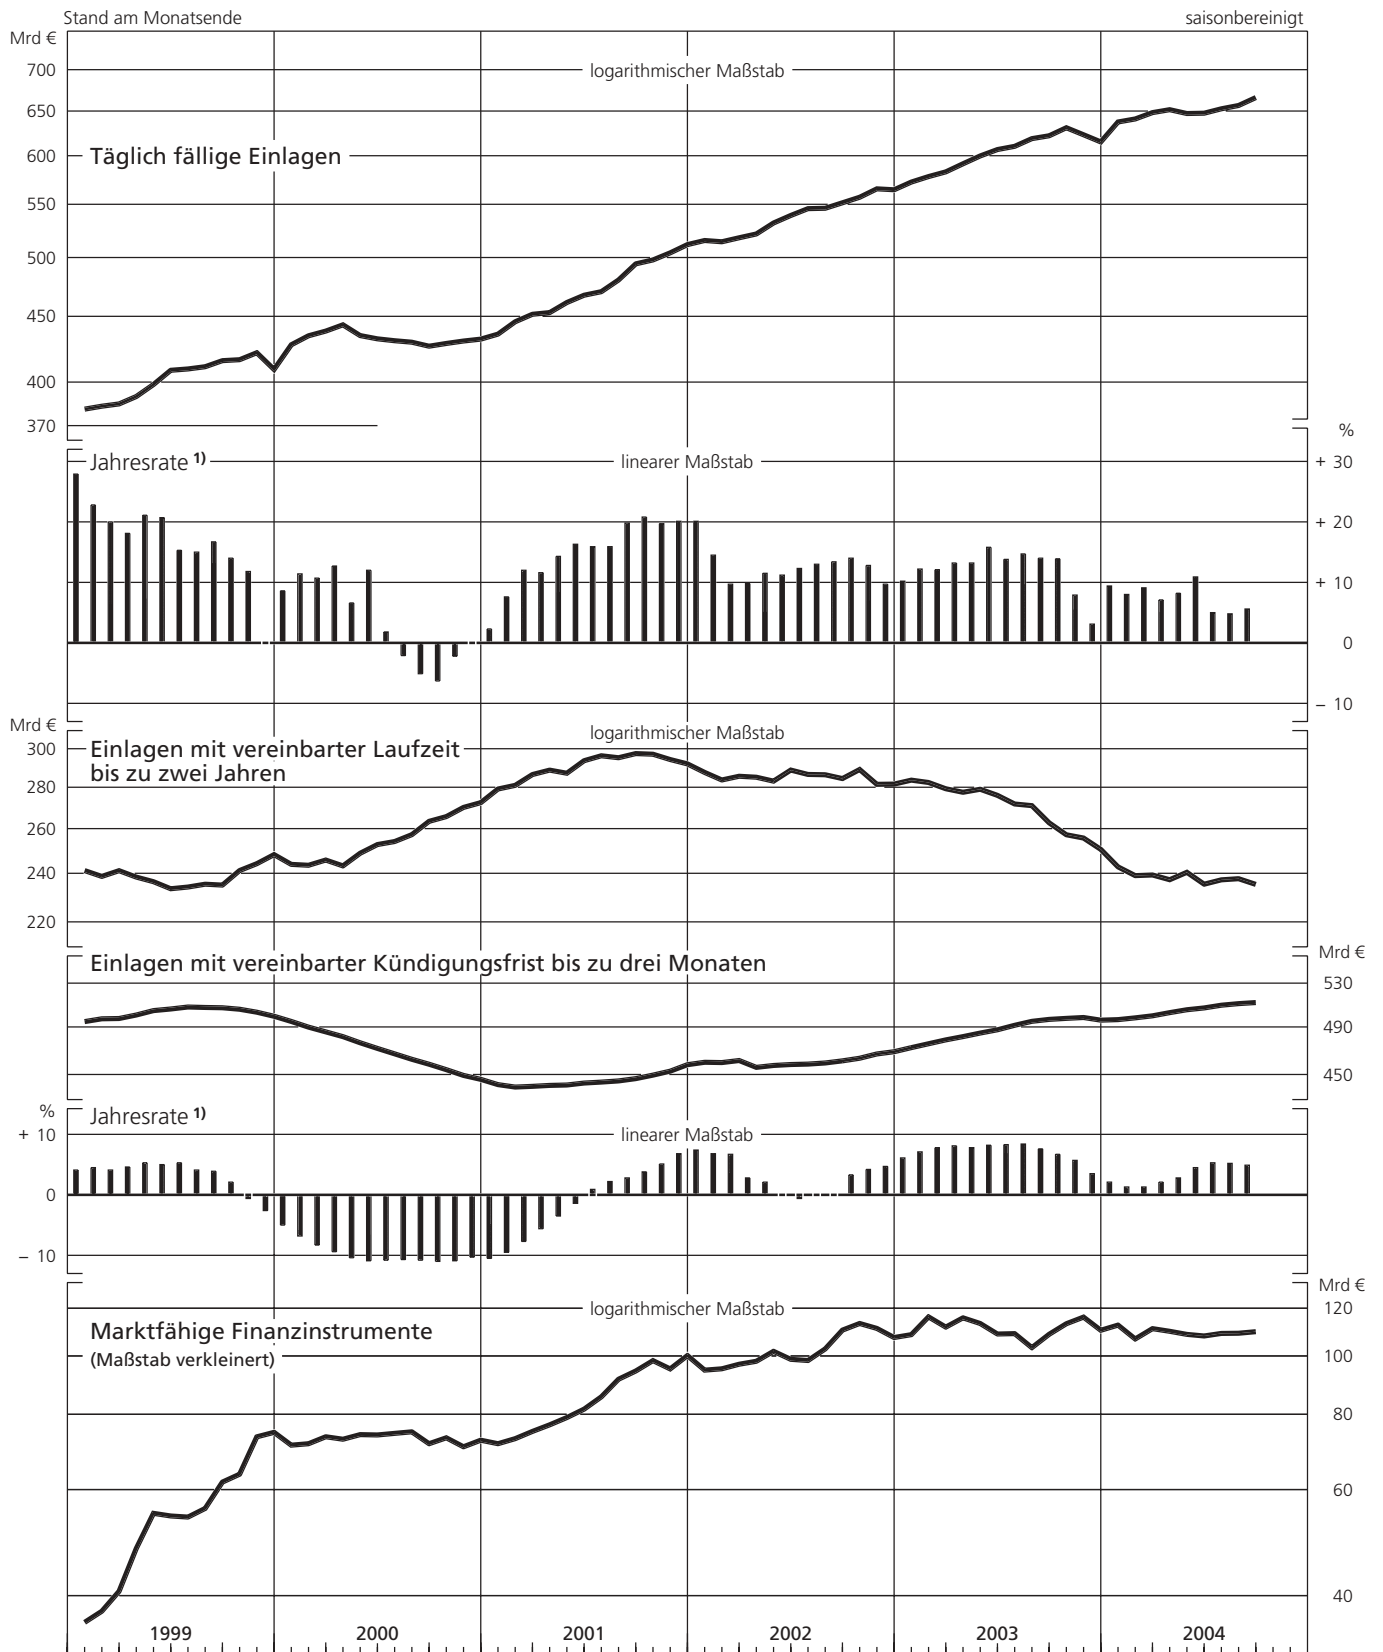 Stand am Monatsende
saisonbereinigt
Mrd €
700
logarithmischer Maßstab
650
600
Täglich fällige Einlagen
550
500
450
400
370
%
Jahresrate 1)
linearer Maßstab
+ 30
+ 20
+ 10
0
– 10
Mrd €
logarithmischer Maßstab
300
Einlagen mit vereinbarter Laufzeit
bis zu zwei Jahren
280
260
240
220
Mrd €
Einlagen mit vereinbarter Kündigungsfrist bis zu drei Monaten
530
490
450
%
Jahresrate 1)
+ 10
linearer Maßstab
0
– 10
Mrd €
logarithmischer Maßstab
120
Marktfähige Finanzinstrumente
(Maßstab verkleinert)
100
80
60
40
1999 2000 2001 2002 2003 2004